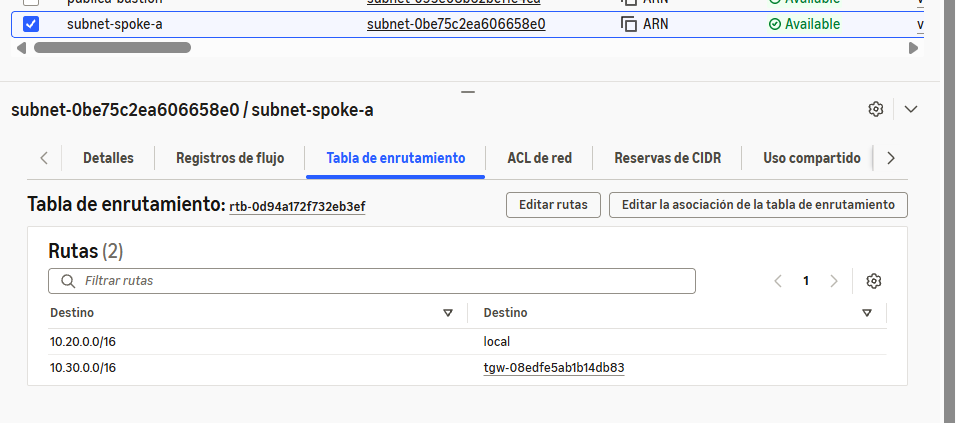 subnet-spoke-a subnet-0be75c2ea606658e0 ARN Available v
subnet-0be75c2ea606658e0 / subnet-spoke-a
Detalles Registros de flujo Tabla de enrutamiento ACL de red Reservas de CIDR Uso compartido
Tabla de enrutamiento: rtb-0d94a172f732eb3ef Editar rutas Editar la asociación de la tabla de enrutamiento
Rutas (2)
Filtrar rutas 1
Destino Destino
10.20.0.0/16 local
10.30.0.0/16 tgw-08edfe5ab1b14db83